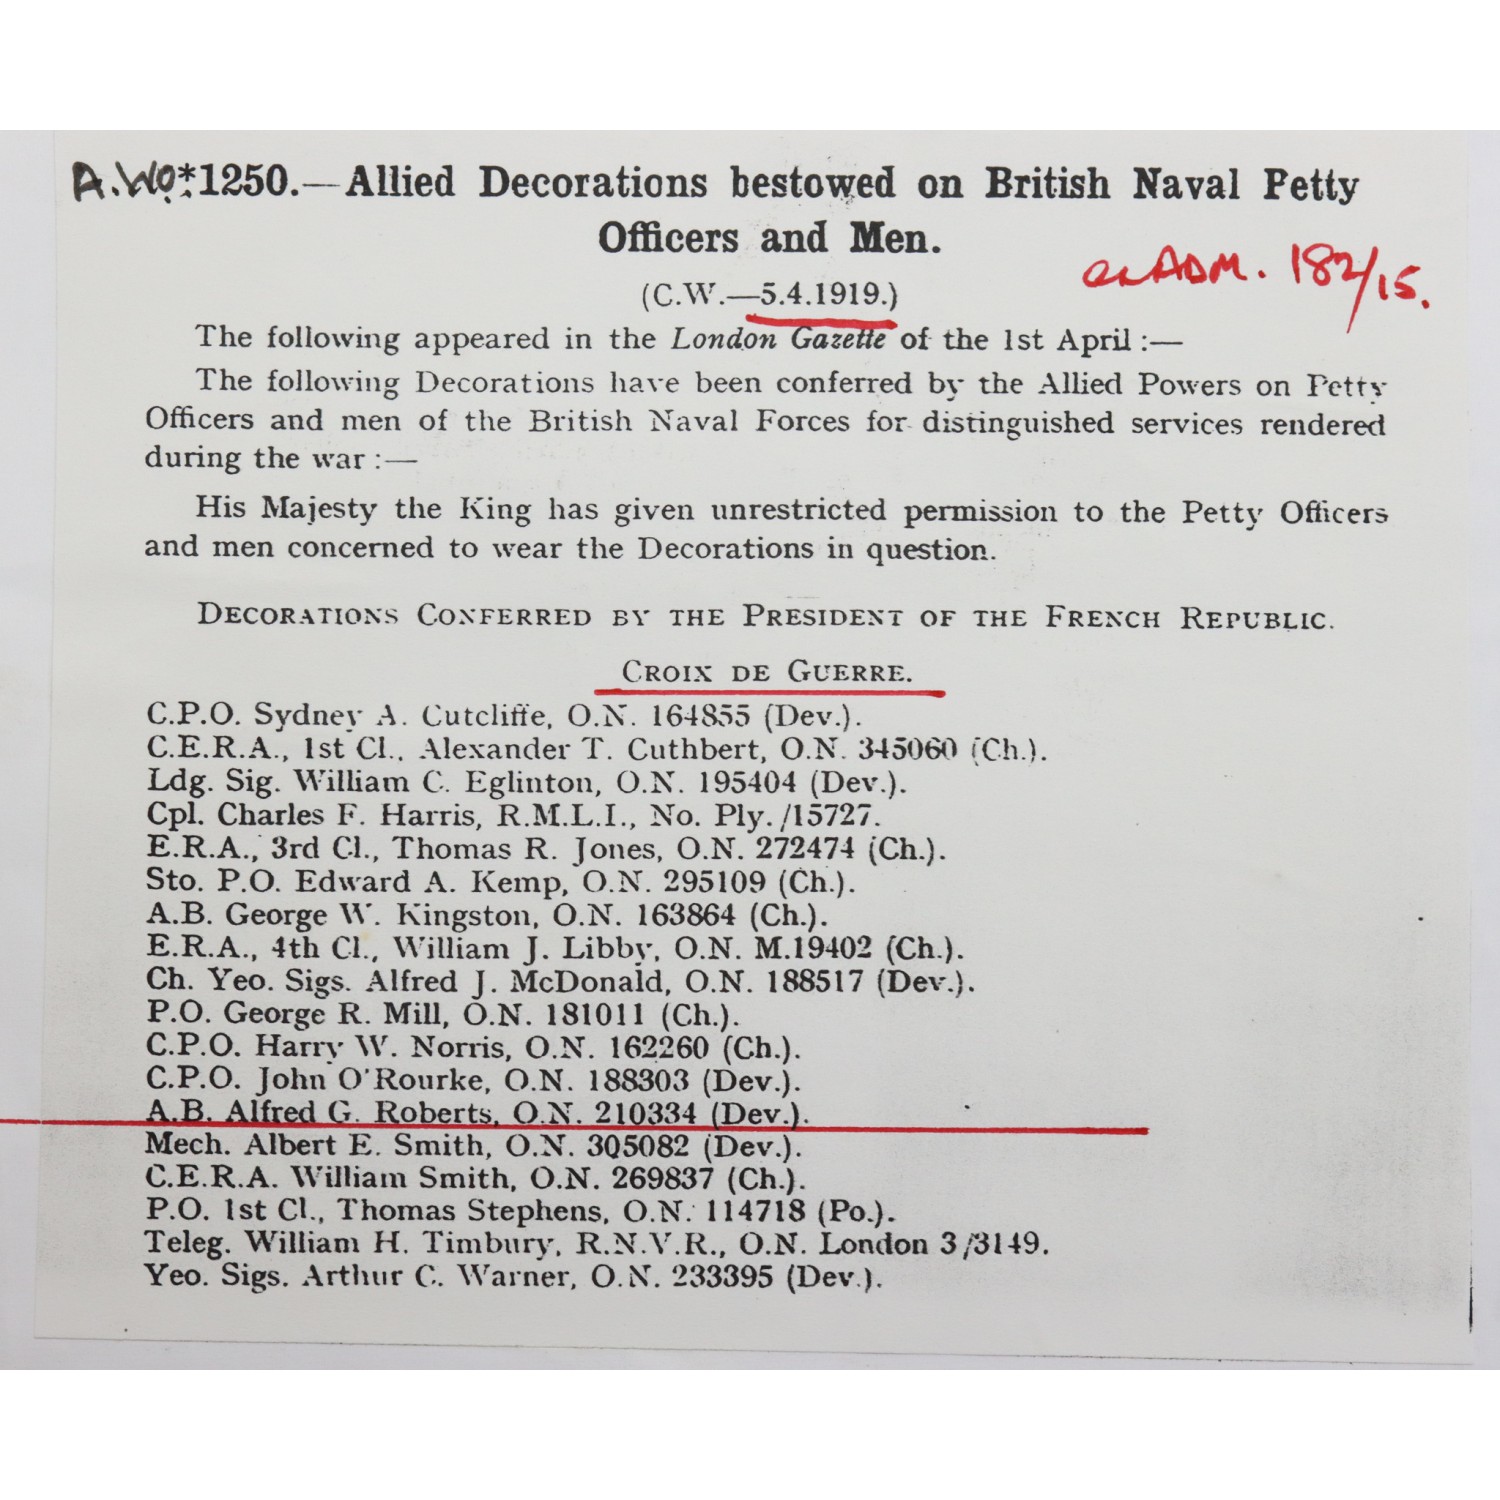 A.WO.*1250.—Allied Decorations bestowed on British Naval Petty
Officers and Men.
ex ADM. 182/15.
(C.W.—5.4.1919.)
The following appeared in the London Gazette of the 1st April :—
The following Decorations have been conferred by the Allied Powers on Petty
Officers and men of the British Naval Forces for distinguished services rendered
during the war :—
His Majesty the King has given unrestricted permission to the Petty Officers
and men concerned to wear the Decorations in question.
DECORATIONS CONFERRED BY THE PRESIDENT OF THE FRENCH REPUBLIC.
CROIX DE GUERRE.
C.P.O. Sydney A. Cutcliffe, O.N. 164855 (Dev.).
C.E.R.A., 1st Cl., Alexander T. Cuthbert, O.N. 345060 (Ch.).
Ldg. Sig. William C. Eglinton, O.N. 195404 (Dev.).
Cpl. Charles F. Harris, R.M.L.I., No. Ply./15727.
E.R.A., 3rd Cl., Thomas R. Jones, O.N. 272474 (Ch.).
Sto. P.O. Edward A. Kemp, O.N. 295109 (Ch.).
A.B. George W. Kingston, O.N. 163864 (Ch.).
E.R.A., 4th Cl., William J. Libby, O.N. M.19402 (Ch.).
Ch. Yeo. Sigs. Alfred J. McDonald, O.N. 188517 (Dev.).
P.O. George R. Mill, O.N. 181011 (Ch.).
C.P.O. Harry W. Norris, O.N. 162260 (Ch.).
C.P.O. John O'Rourke, O.N. 188303 (Dev.).
A.B. Alfred G. Roberts, O.N. 210334 (Dev.).
Mech. Albert E. Smith, O.N. 305082 (Dev.).
C.E.R.A. William Smith, O.N. 269837 (Ch.).
P.O. 1st Cl., Thomas Stephens, O.N. 114718 (Po.).
Teleg. William H. Timbury, R.N.V.R., O.N. London 3/3149.
Yeo. Sigs. Arthur C. Warner, O.N. 233395 (Dev.).